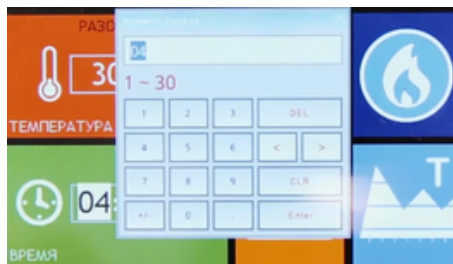 РАЗО
30
ТЕМПЕРАТУРА
04
1 ~ 30
1 2 3 DEL
4 5 6 < >
7 8 9 CLR
+/- 0 . Enter
04:
ВРЕМЯ
T